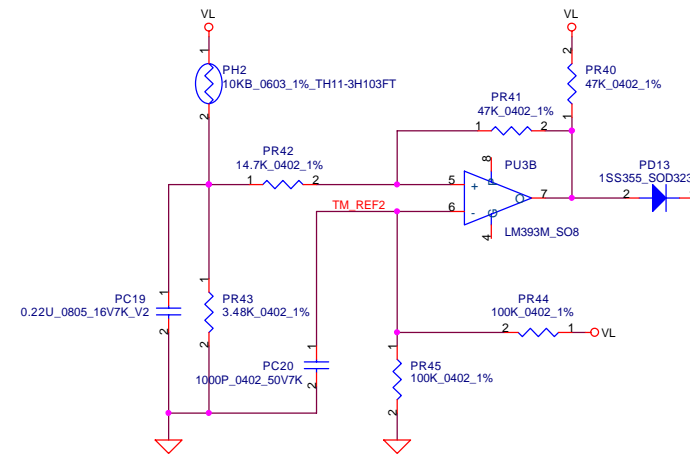 VL
VL
1
PH2
10KB_0603_1%_TH11-3H103FT
2
2
PR40
47K_0402_1%
1
PR41
47K_0402_1%
1
2
PR42
14.7K_0402_1%
1
2
8
PU3B
5
+
P
O
7
6
-
G
4
LM393M_SO8
PD13
1SS355_SOD323
2
TM_REF2
1
PC19
0.22U_0805_16V7K_V2
2
1
PR43
3.48K_0402_1%
2
PR44
100K_0402_1%
2
1
VL
1
PC20
1000P_0402_50V7K
2
1
PR45
100K_0402_1%
2